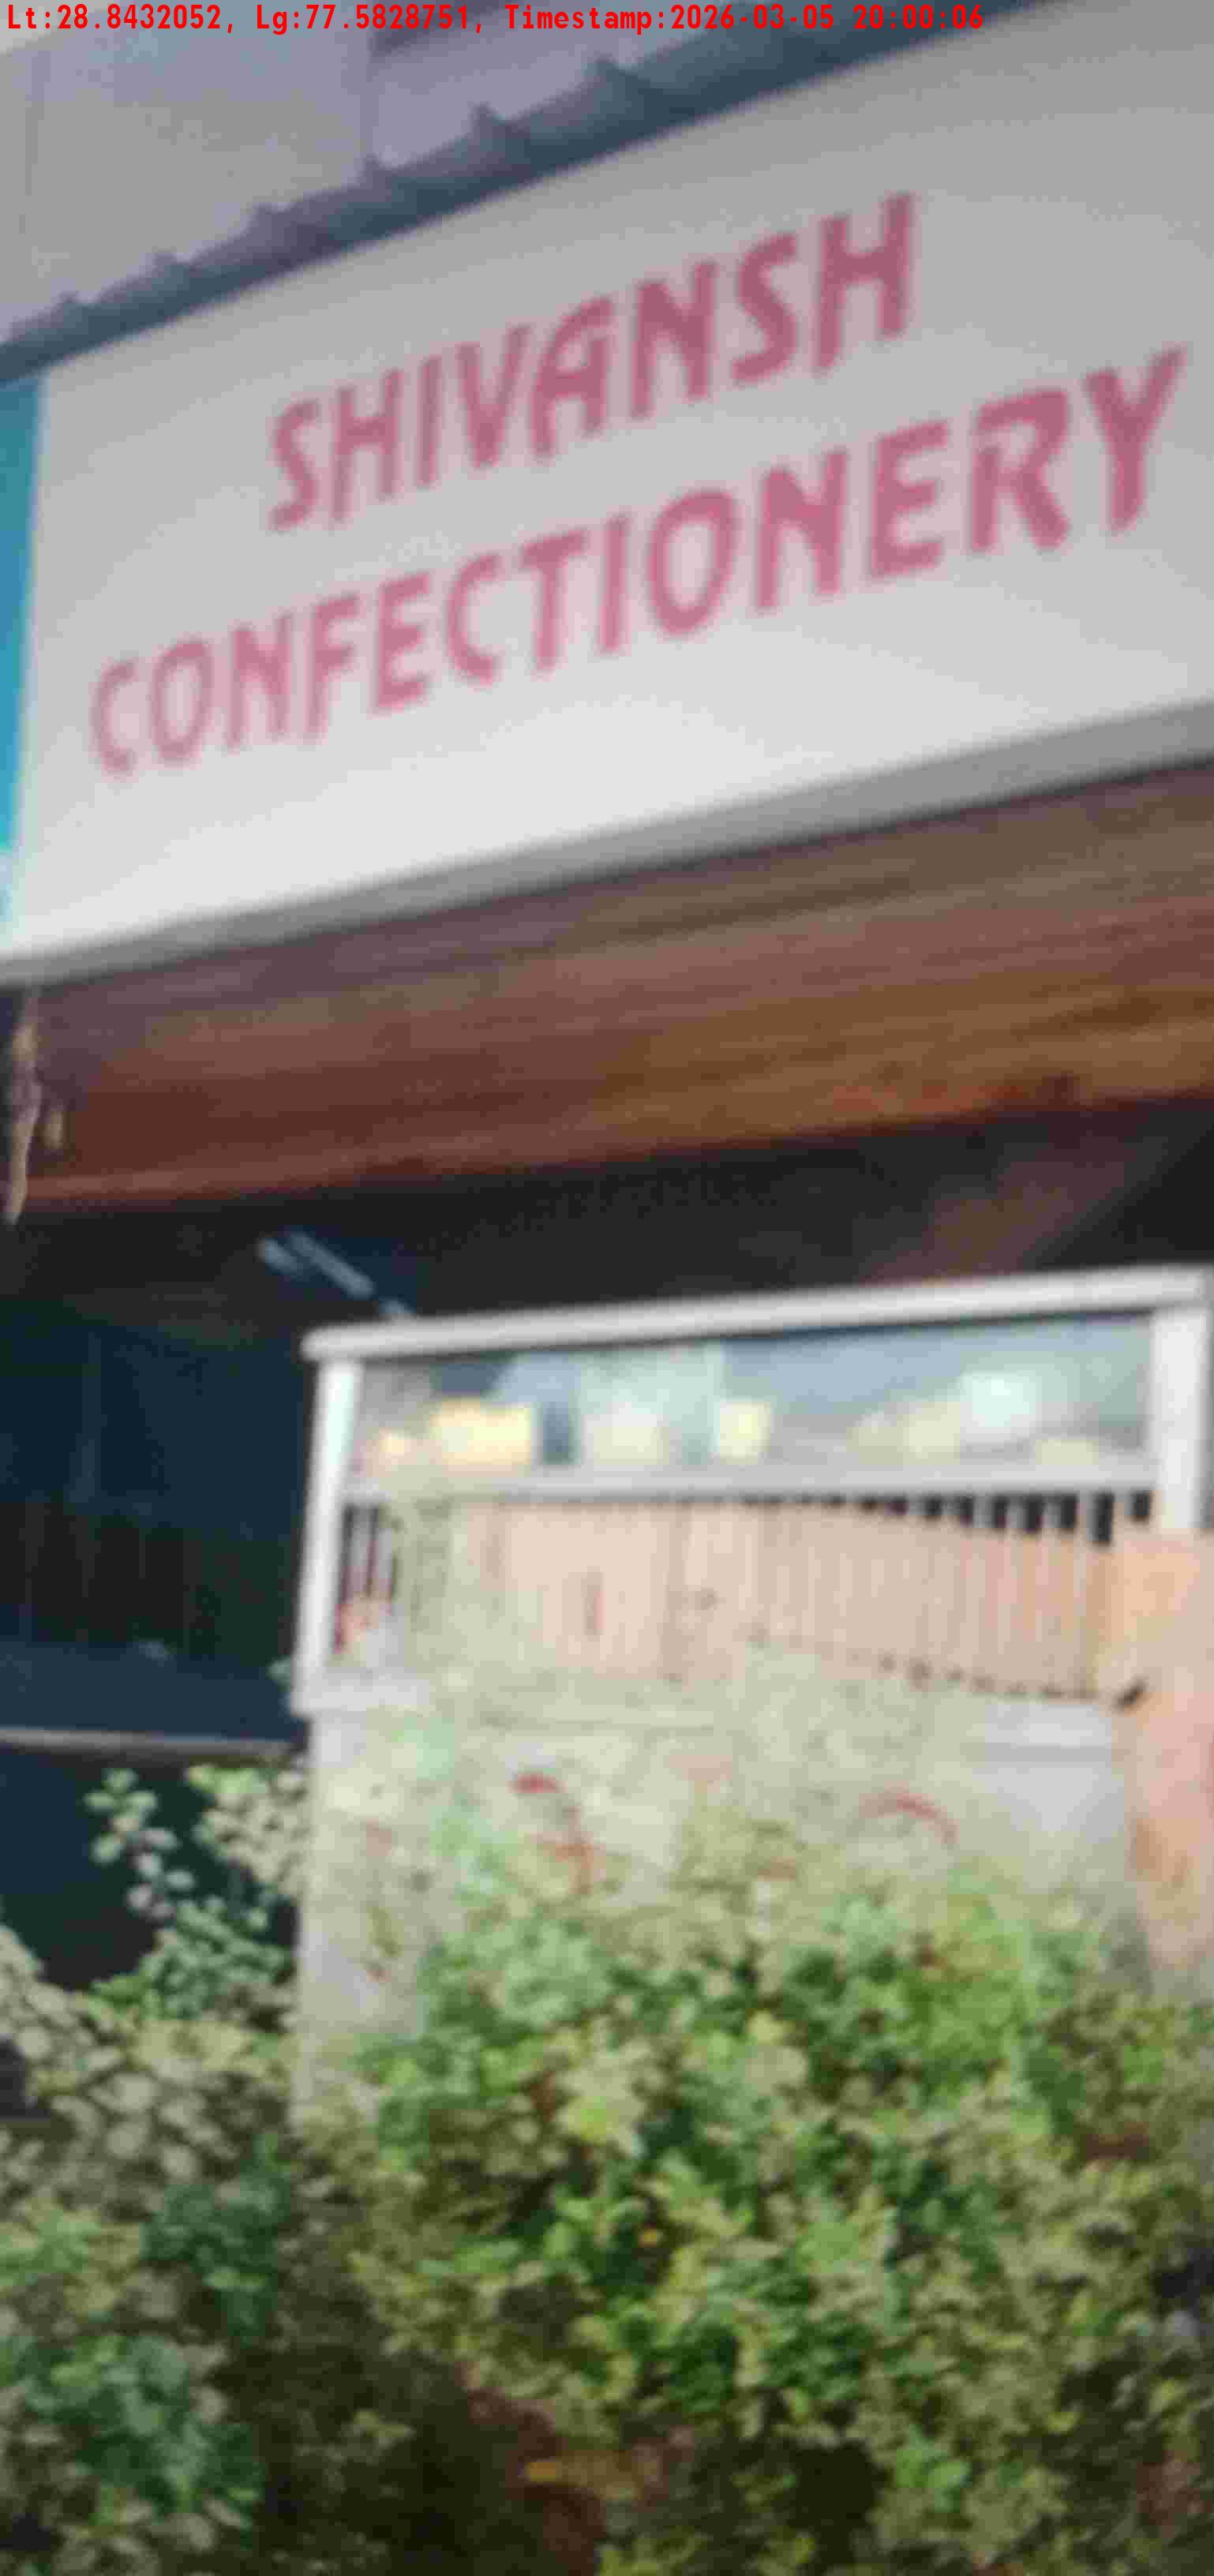 Lt:28.8432052, Lg:77.5828751, Timestamp:2026-03-05 20:00:06
SHIVANSH
CONFECTIONERY